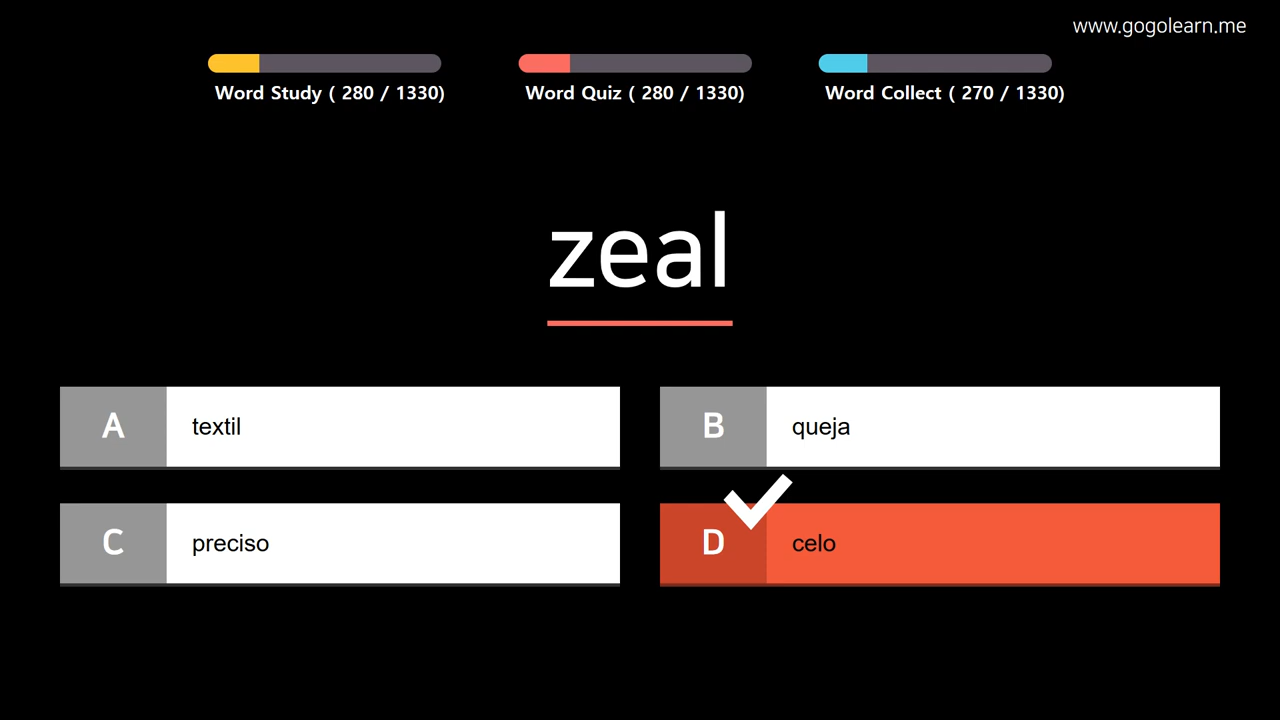 www.gogolearn.me
Word Study ( 280 / 1330)
Word Quiz ( 280 / 1330)
Word Collect ( 270 / 1330)
zeal
A textil
B queja
C preciso
D celo